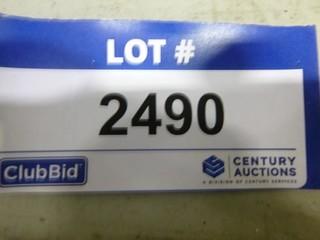 LOT #
2490
ClubBid
CENTURY
AUCTIONS
A DIVISION OF CENTURY SERVICES